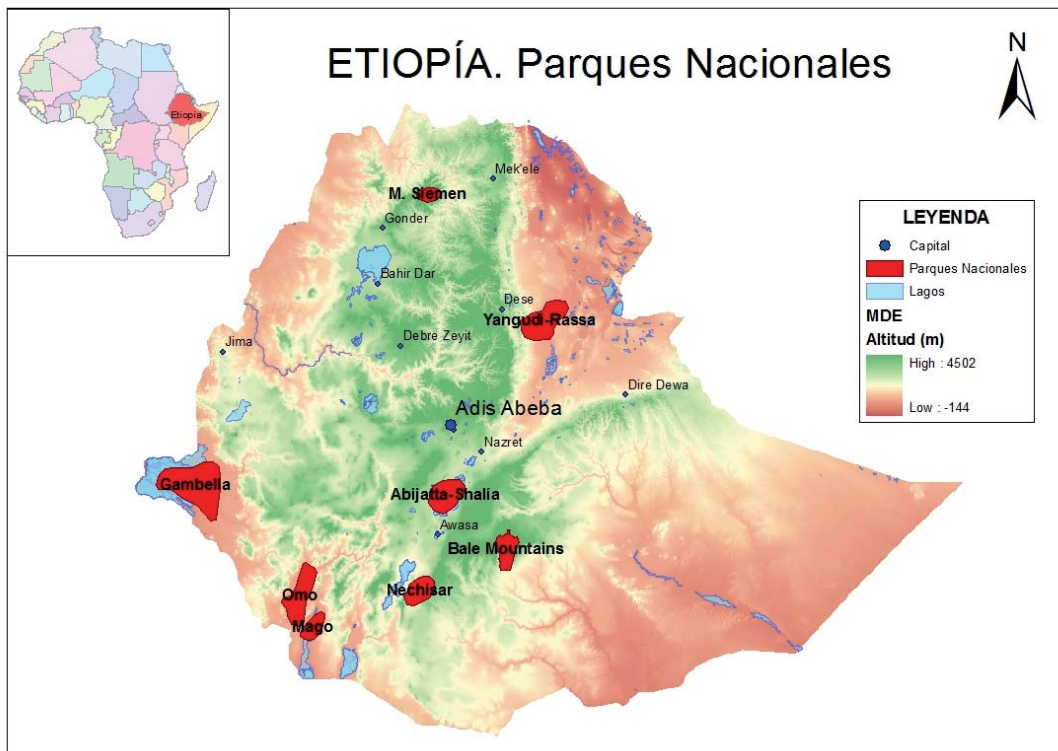 ETIOPÍA. Parques Nacionales
N
Etiopía
Mek'ele
M. Siemen
Gonder
Bahir Dar
Dese
Yangudi-Rassa
Debre Zeyit
Jima
Dire Dewa
Adis Abeba
Nazret
Gambella
Abijatta-Shalla
Awasa
Bale Mountains
Nechisar
Omo
Mago
LEYENDA
Capital
Parques Nacionales
Lagos
MDE
Altitud (m)
High : 4502
Low : -144